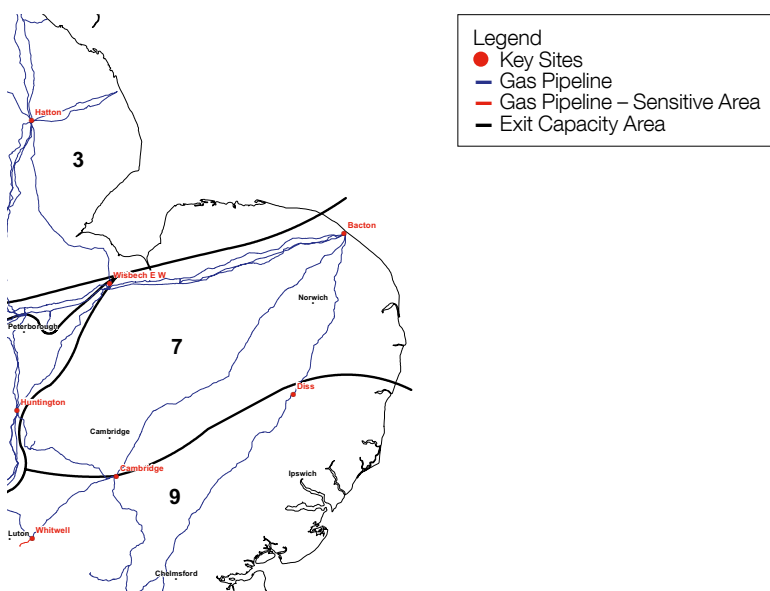 Legend
Key Sites
Gas Pipeline
Gas Pipeline – Sensitive Area
Exit Capacity Area
Hatton
3
Bacton
Wisbech E W
Norwich
Peterborough
7
Diss
Huntington
Cambridge
Cambridge
Ipswich
9
Luton
Whitwell
Chelmsford